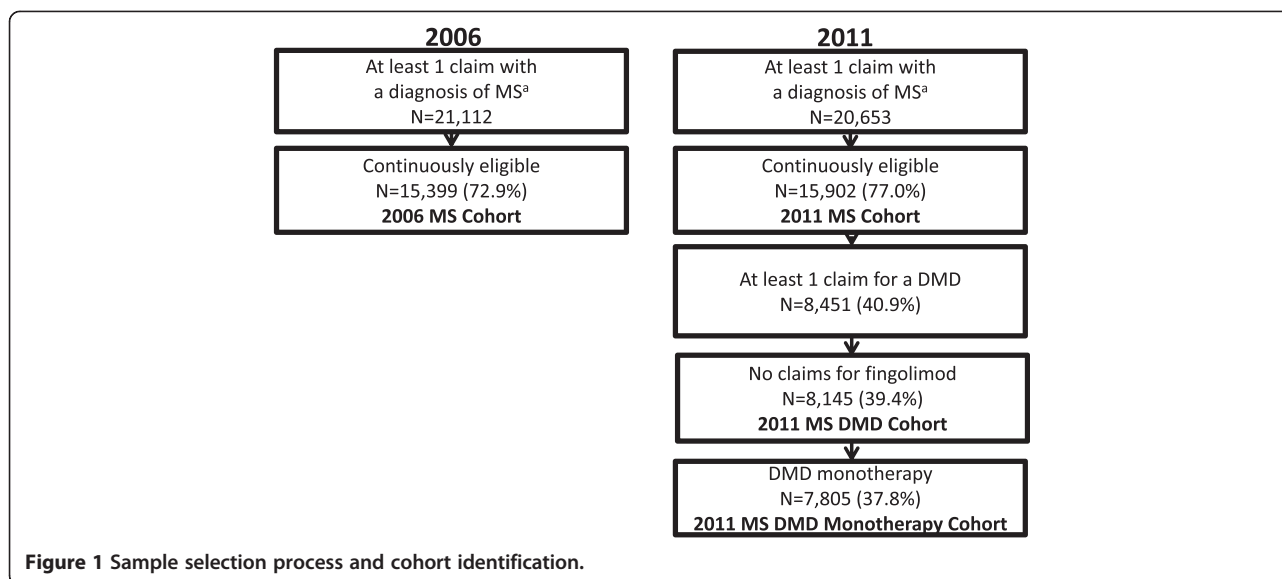 2006
At least 1 claim with
a diagnosis of MSᵃ
N=21,112
Continuously eligible
N=15,399 (72.9%)
2006 MS Cohort
2011
At least 1 claim with
a diagnosis of MSᵃ
N=20,653
Continuously eligible
N=15,902 (77.0%)
2011 MS Cohort
At least 1 claim for a DMD
N=8,451 (40.9%)
No claims for fingolimod
N=8,145 (39.4%)
2011 MS DMD Cohort
DMD monotherapy
N=7,805 (37.8%)
2011 MS DMD Monotherapy Cohort
Figure 1 Sample selection process and cohort identification.